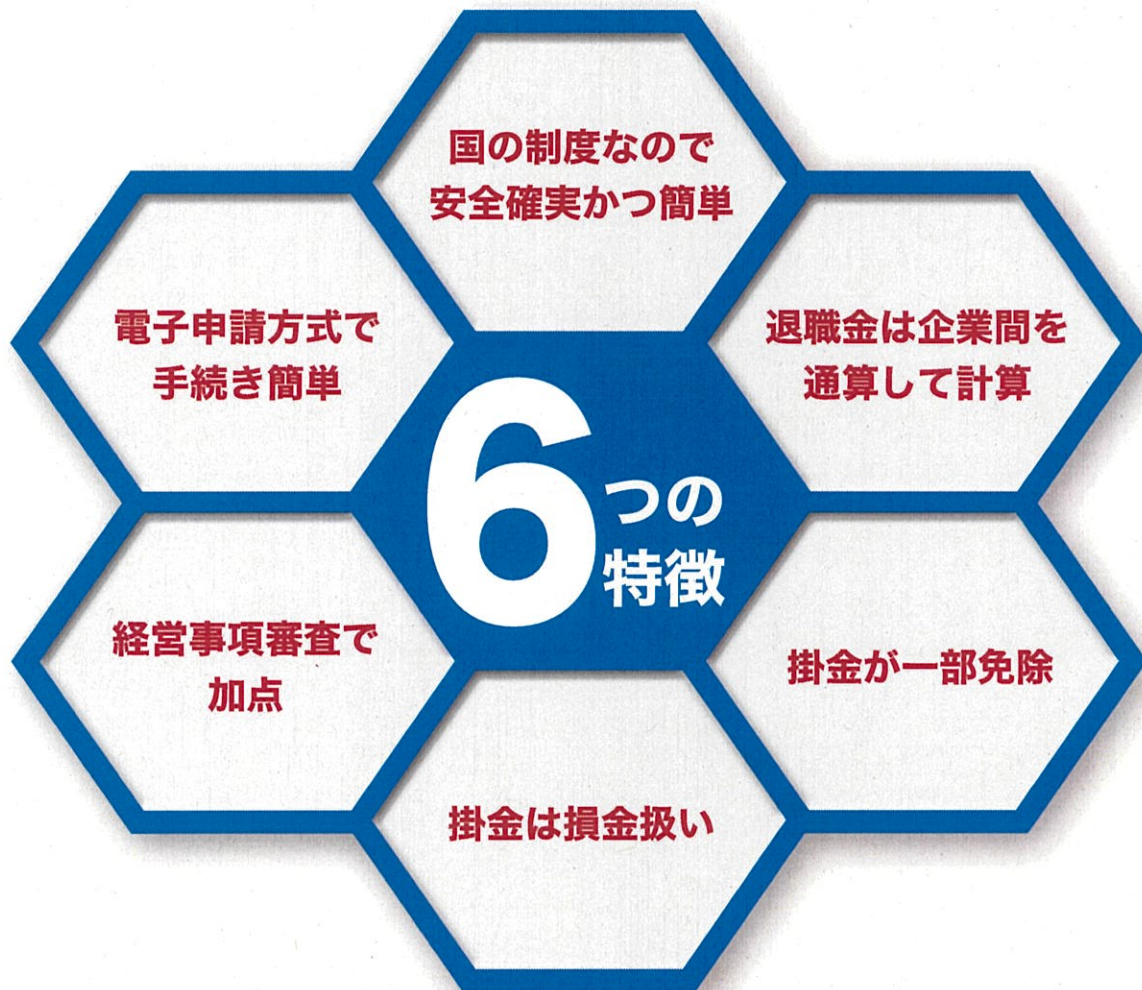 国の制度なので
安全確実かつ簡単
電子申請方式で
手続き簡単
退職金は企業間を
通算して計算
6つの
特徴
経営事項審査で
加点
掛金が一部免除
掛金は損金扱い